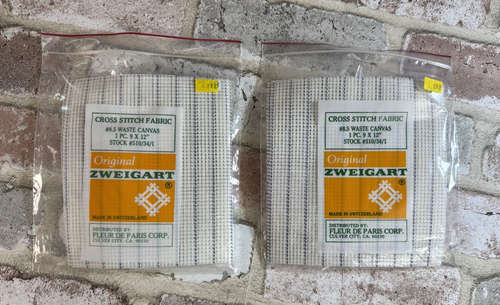 CROSS STITCH FABRIC
#8.5 WASTE CANVAS
1 PC. 9 X 12"
STOCK #510/34/1
Original
ZWEIGART
®
MADE IN SWITZERLAND
DISTRIBUTED BY:
FLEUR DE PARIS CORP.
CULVER CITY, CA. 90230
CROSS STITCH FABRIC
#8.5 WASTE CANVAS
1 PC. 9 X 12"
STOCK #510/34/1
Original
ZWEIGART
®
MADE IN SWITZERLAND
DISTRIBUTED BY:
FLEUR DE PARIS CORP.
CULVER CITY, CA. 90230